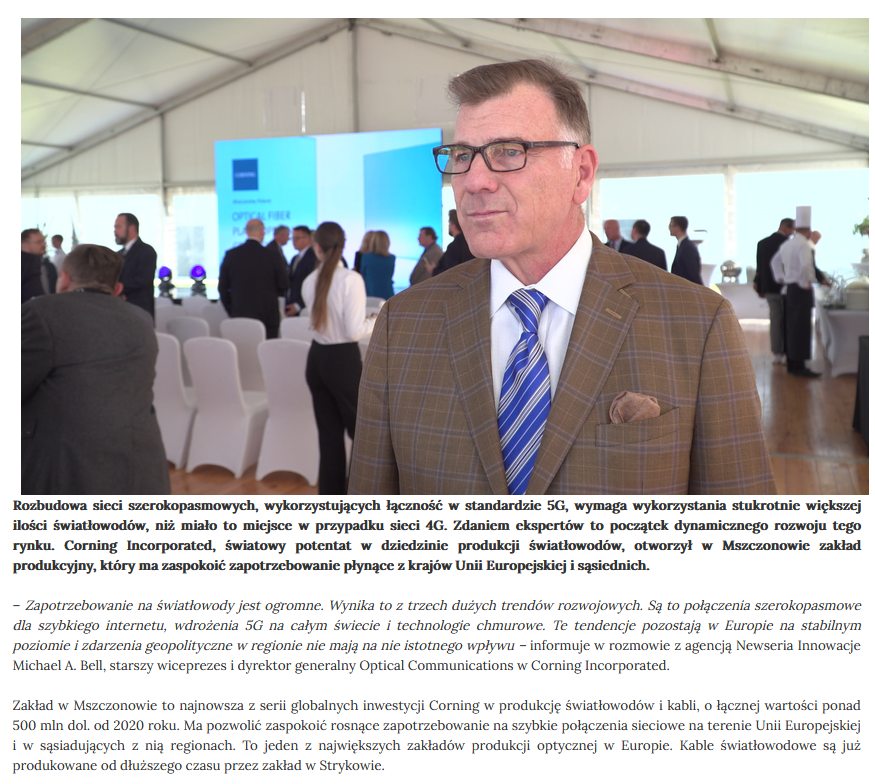 CORNING
OPTICAL FIBER
Rozbudowa sieci szerokopasmowych, wykorzystujących łączność w standardzie 5G, wymaga wykorzystania stukrotnie większej
ilości światłowodów, niż miało to miejsce w przypadku sieci 4G. Zdaniem ekspertów to początek dynamicznego rozwoju tego
rynku. Corning Incorporated, światowy potentat w dziedzinie produkcji światłowodów, otworzył w Mszczonowie zakład
produkcyjny, który ma zaspokoić zapotrzebowanie płynące z krajów Unii Europejskiej i sąsiednich.
– Zapotrzebowanie na światłowody jest ogromne. Wynika to z trzech dużych trendów rozwojowych. Są to połączenia szerokopasmowe
dla szybkiego internetu, wdrożenia 5G na całym świecie i technologie chmurowe. Te tendencje pozostają w Europie na stabilnym
poziomie i zdarzenia geopolityczne w regionie nie mają na nie istotnego wpływu – informuje w rozmowie z agencją Newseria Innowacje
Michael A. Bell, starszy wiceprezes i dyrektor generalny Optical Communications w Corning Incorporated.
Zakład w Mszczonowie to najnowsza z serii globalnych inwestycji Corning w produkcję światłowodów i kabli, o łącznej wartości ponad
500 mln dol. od 2020 roku. Ma pozwolić zaspokoić rosnące zapotrzebowanie na szybkie połączenia sieciowe na terenie Unii Europejskiej
i w sąsiadujących z nią regionach. To jeden z największych zakładów produkcji optycznej w Europie. Kable światłowodowe są już
produkowane od dłuższego czasu przez zakład w Strykowie.